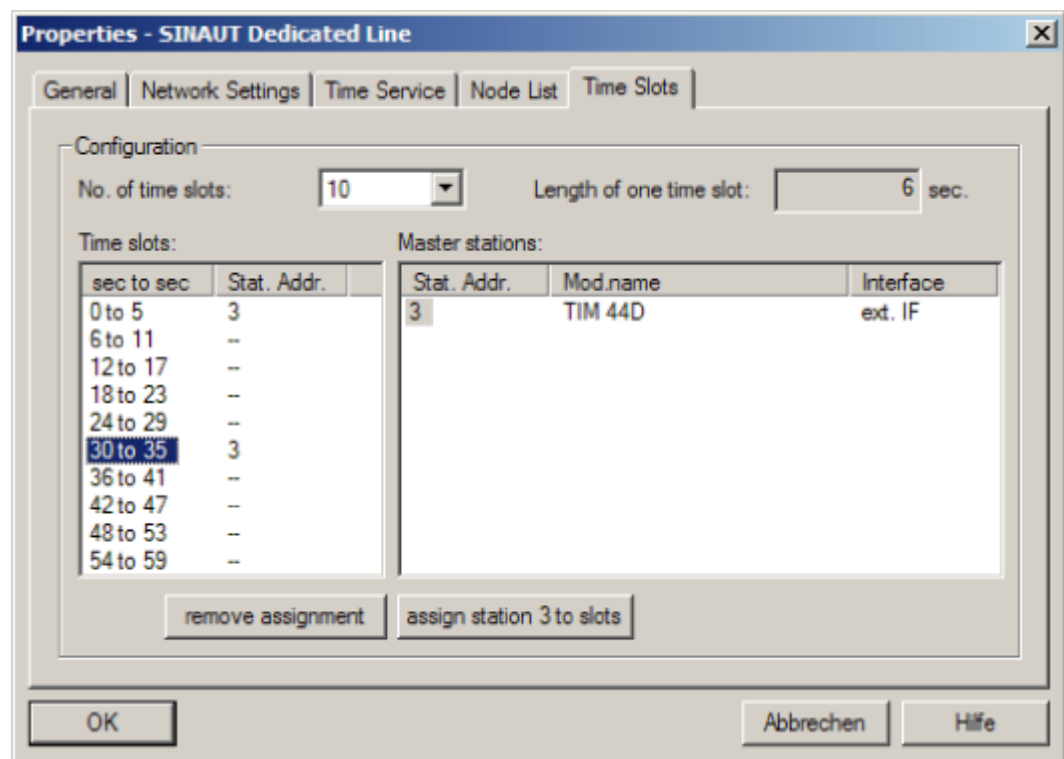 Properties - SINAUT Dedicated Line
General Network Settings Time Service Node List Time Slots
Configuration
No. of time slots: 10 Length of one time slot: 6 sec.
Time slots: Master stations:
sec to sec Stat. Addr. Stat. Addr. Mod.name Interface
0 to 5 3 3 TIM 44D ext. IF
6 to 11 --
12 to 17 --
18 to 23 --
24 to 29 --
30 to 35 3
36 to 41 --
42 to 47 --
48 to 53 --
54 to 59 --
remove assignment assign station 3 to slots
OK Abbrechen Hilfe